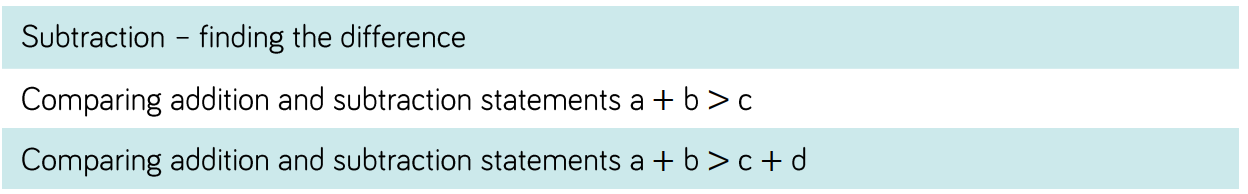 Subtraction – finding the difference
Comparing addition and subtraction statements a + b > c
Comparing addition and subtraction statements a + b > c + d